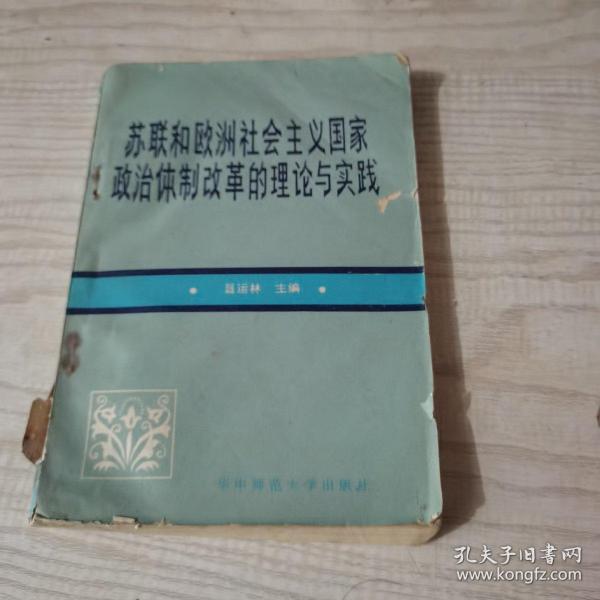 苏联和欧洲社会主义国家
政治体制改革的理论与实践
聂运林 主编
华中师范大学出版社
孔夫子旧书网
www.kongfz.com